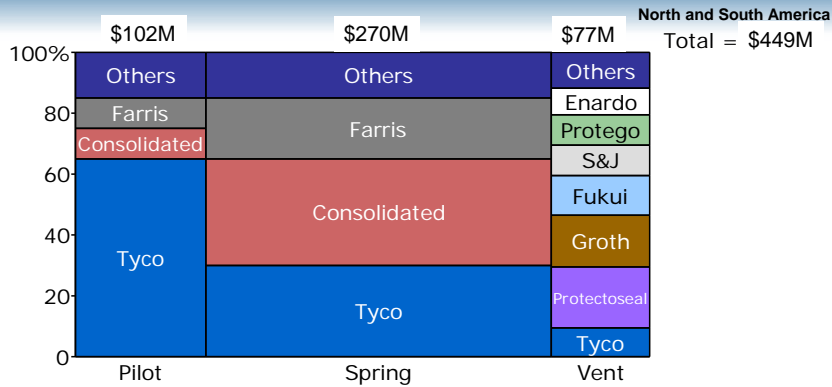 North and South America
$102M $270M $77M Total = $449M
100%
80
60
40
20
0
Others
Farris
Consolidated
Tyco
Others
Farris
Consolidated
Tyco
Others
Enardo
Protego
S&J
Fukui
Groth
Protectoseal
Tyco
Pilot Spring Vent